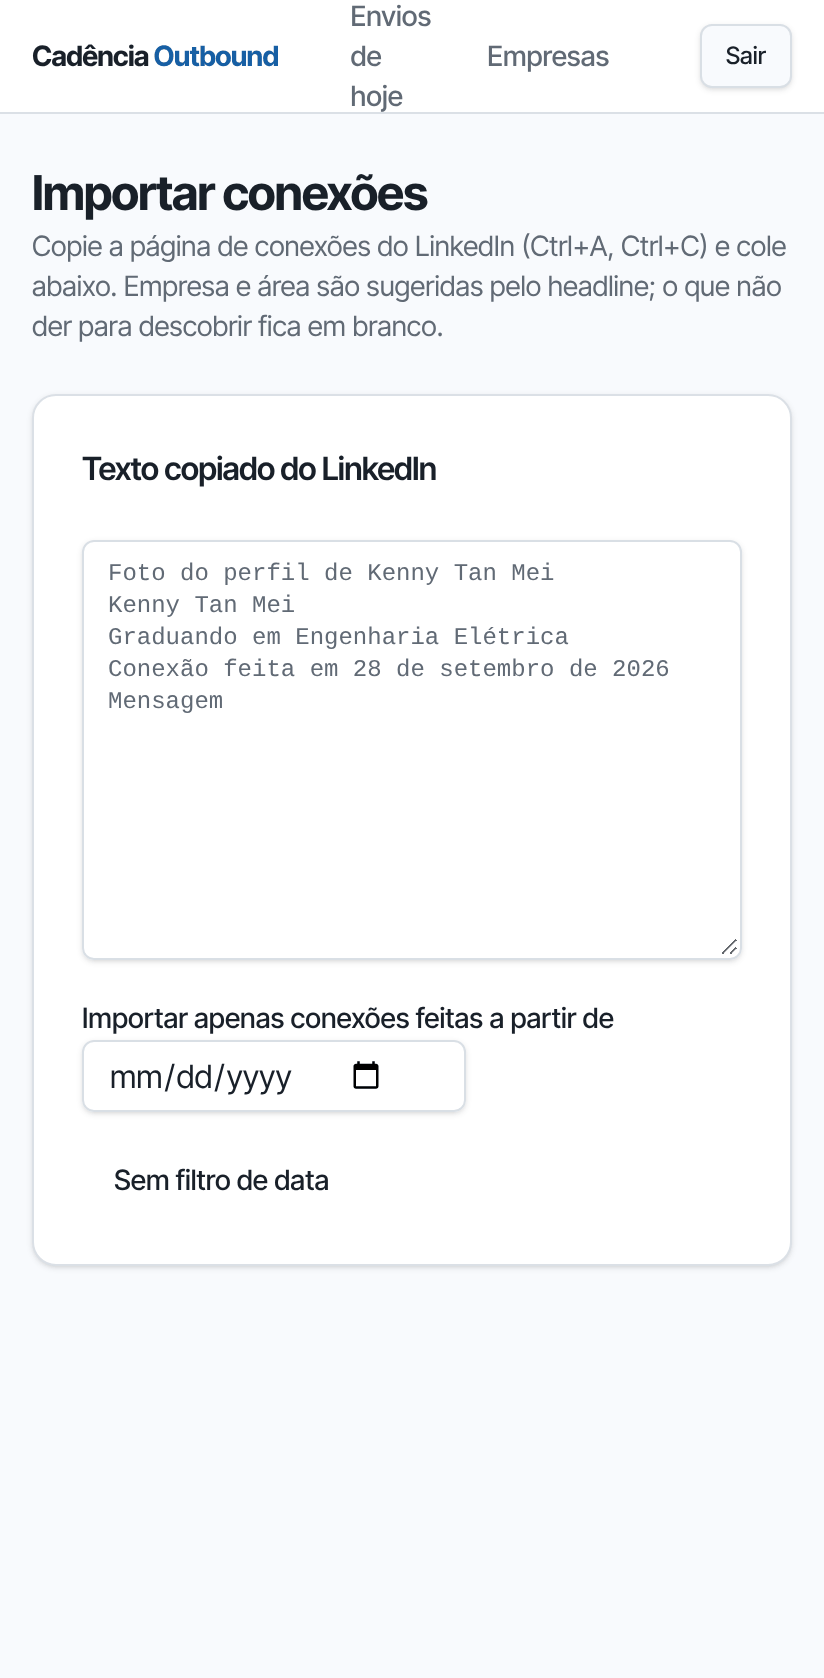 Cadência Outbound
Envios
de
hoje
Empresas
Sair
Importar conexões
Copie a página de conexões do LinkedIn (Ctrl+A, Ctrl+C) e cole
abaixo. Empresa e área são sugeridas pelo headline; o que não
der para descobrir fica em branco.
Texto copiado do LinkedIn
Foto do perfil de Kenny Tan Mei
Kenny Tan Mei
Graduando em Engenharia Elétrica
Conexão feita em 28 de setembro de 2026
Mensagem
Importar apenas conexões feitas a partir de
mm/dd/yyyy
Sem filtro de data